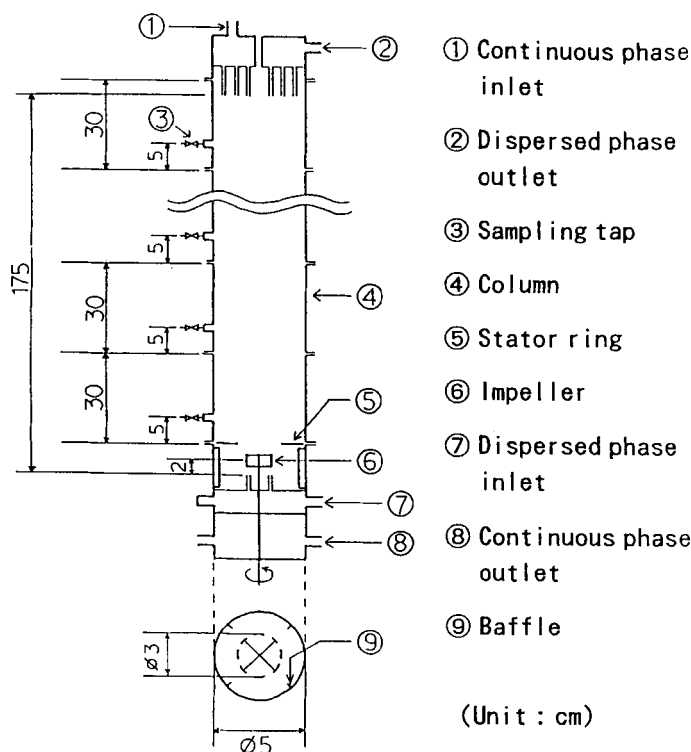 ①
②
③
30
5
5
175
30
④
5
30
⑤
5
2
⑥
⑦
⑧
⑨
ø3
ø5
① Continuous phase
inlet
② Dispersed phase
outlet
③ Sampling tap
④ Column
⑤ Stator ring
⑥ Impeller
⑦ Dispersed phase
inlet
⑧ Continuous phase
outlet
⑨ Baffle
(Unit : cm)